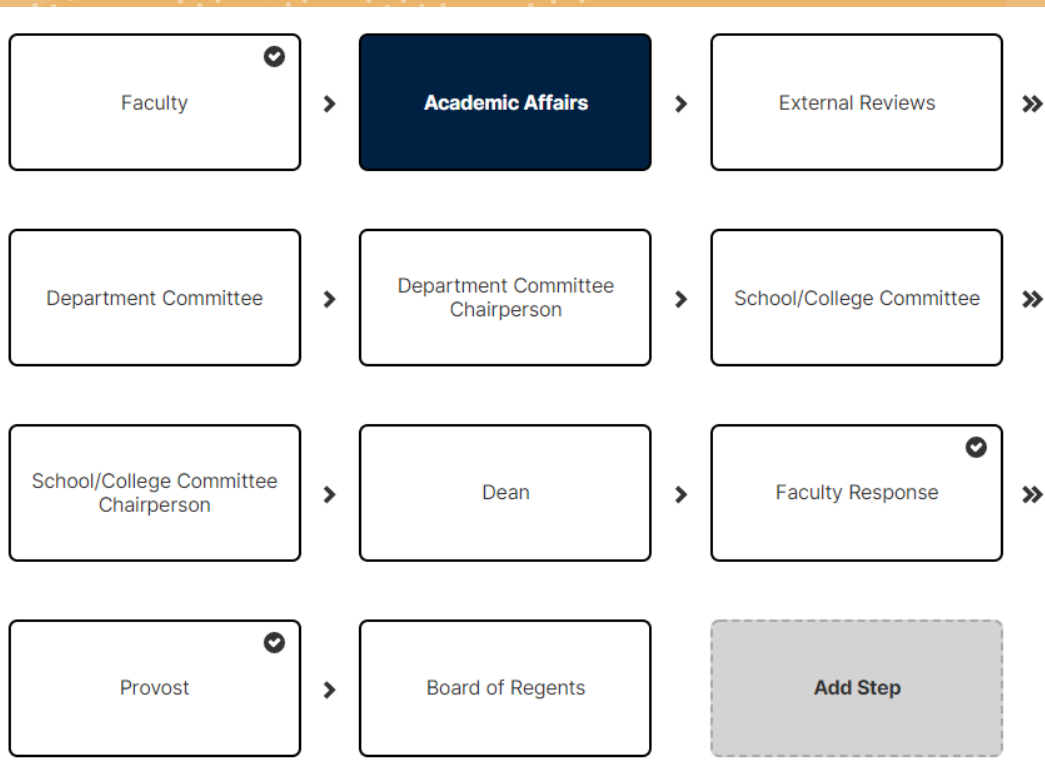 Faculty
Academic Affairs
External Reviews
Department Committee
Department Committee
Chairperson
School/College Committee
School/College Committee
Chairperson
Dean
Faculty Response
Provost
Board of Regents
Add Step